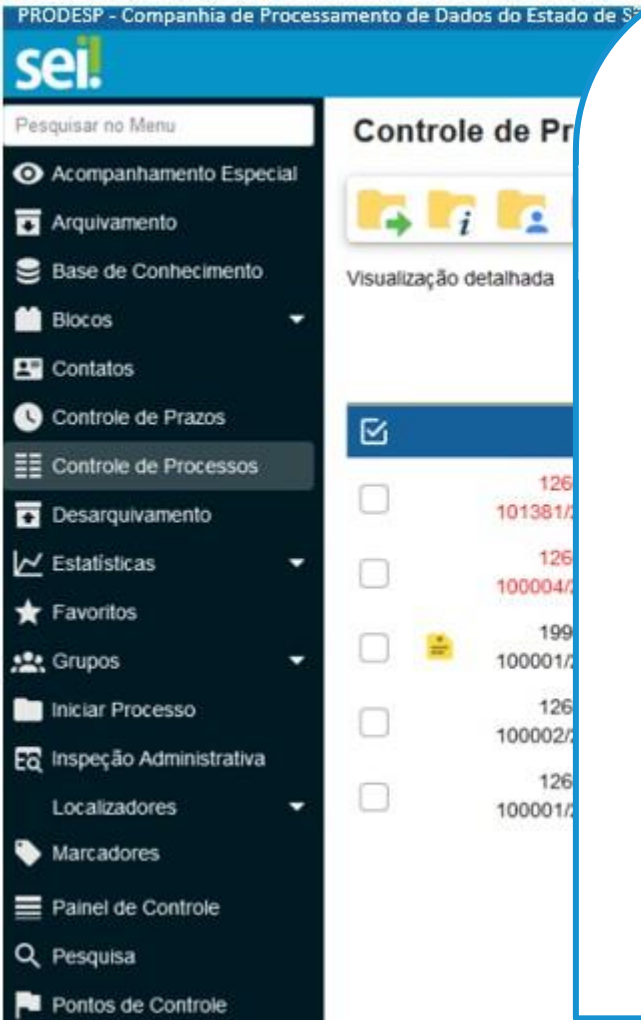 PRODESP - Companhia de Processamento de Dados do Estado de
sei!
Pesquisar no Menu
Acompanhamento Especial
Arquivamento
Base de Conhecimento
Blocos
Contatos
Controle de Prazos
Controle de Processos
Desarquivamento
Estatísticas
Favoritos
Grupos
Iniciar Processo
Inspeção Administrativa
Localizadores
Marcadores
Painel de Controle
Pesquisa
Pontos de Controle
Controle de Pr
Visualização detalhada
126
101381/
126
100004/
199
100001/
126
100002/
126
100001/